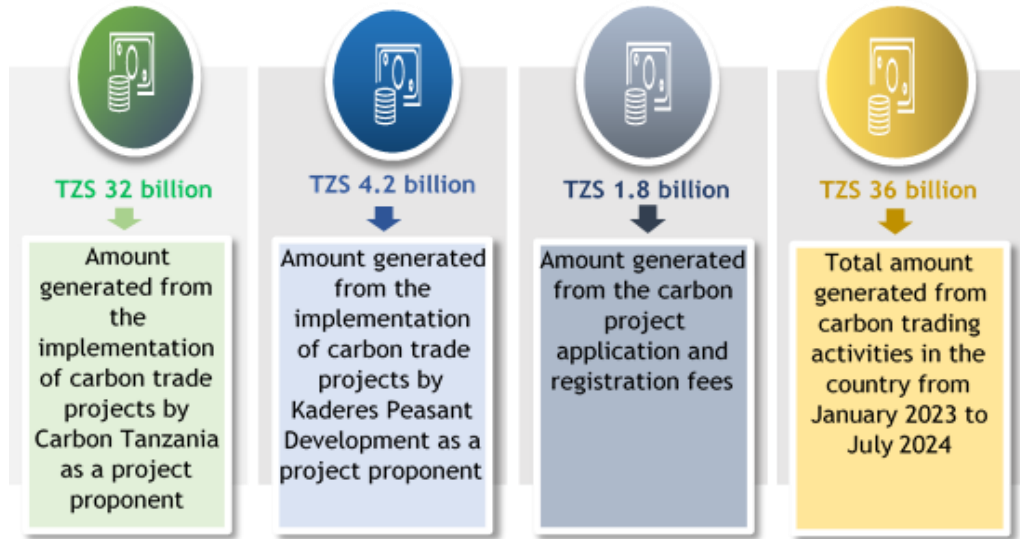 TZS 32 billion
Amount
generated from
the
implementation
of carbon trade
projects by
Carbon Tanzania
as a project
proponent
TZS 4.2 billion
Amount generated
from the
implementation
of carbon trade
projects by
Kaderes Peasant
Development as a
project proponent
TZS 1.8 billion
Amount generated
from the carbon
project
application and
registration fees
TZS 36 billion
Total amount
generated from
carbon trading
activities in the
country from
January 2023 to
July 2024